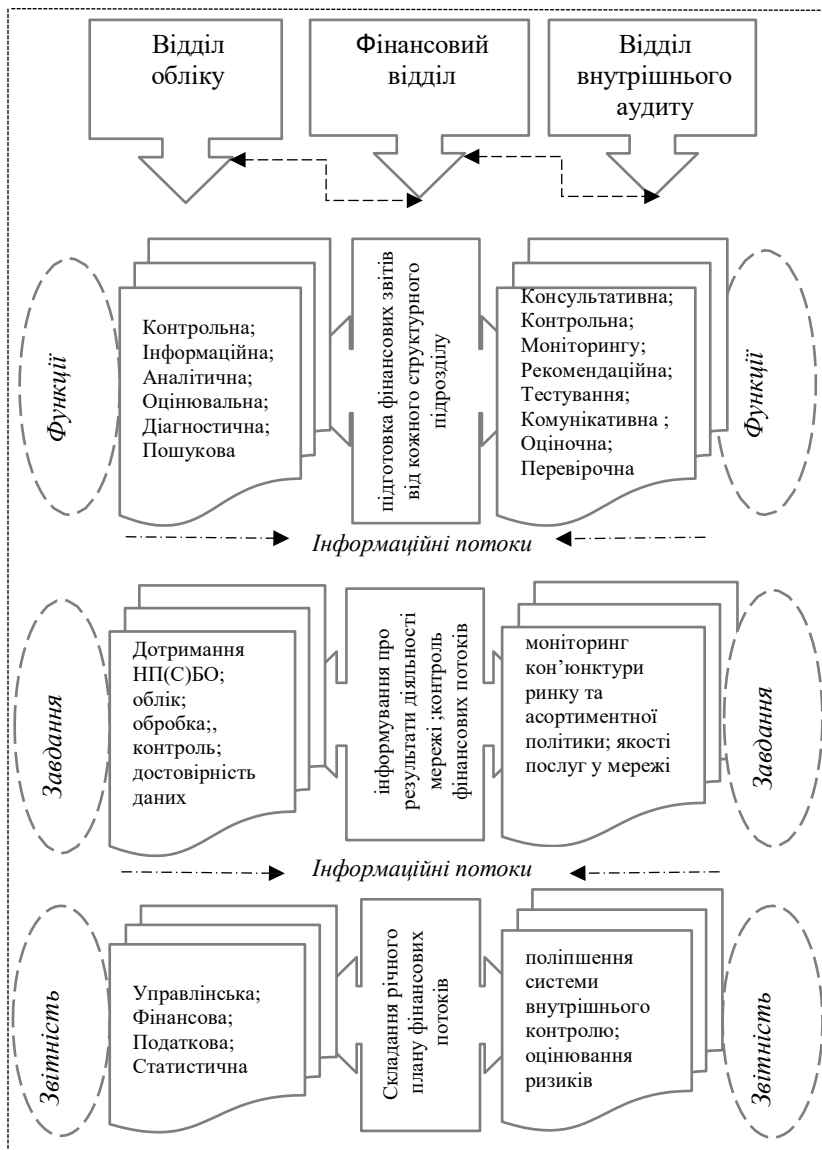 Відділ
обліку
Фінансовий
відділ
Відділ
внутрішнього
аудиту
Функції
Контрольна;
Інформаційна;
Аналітична;
Оцінювальна;
Діагностична;
Пошукова
підготовка фінансових звітів
від кожного структурного
підрозділу
Консультативна;
Контрольна;
Моніторингу;
Рекомендаційна;
Тестування;
Комунікативна ;
Оціночна;
Перевірочна
Функції
Інформаційні потоки
Завдання
Дотримання
НП(С)БО;
облік;
обробка;,
контроль;
достовірність
даних
інформування про
результати діяльності
мережі ;контроль
фінансових потоків
моніторинг
кон’юнктури
ринку та
асортиментної
політики; якості
послуг у мережі
Завдання
Інформаційні потоки
Звітність
Управлінська;
Фінансова;
Податкова;
Статистична
Складання річного
плану фінансових
потоків
поліпшення
системи
внутрішнього
контролю;
оцінювання
ризиків
Звітність